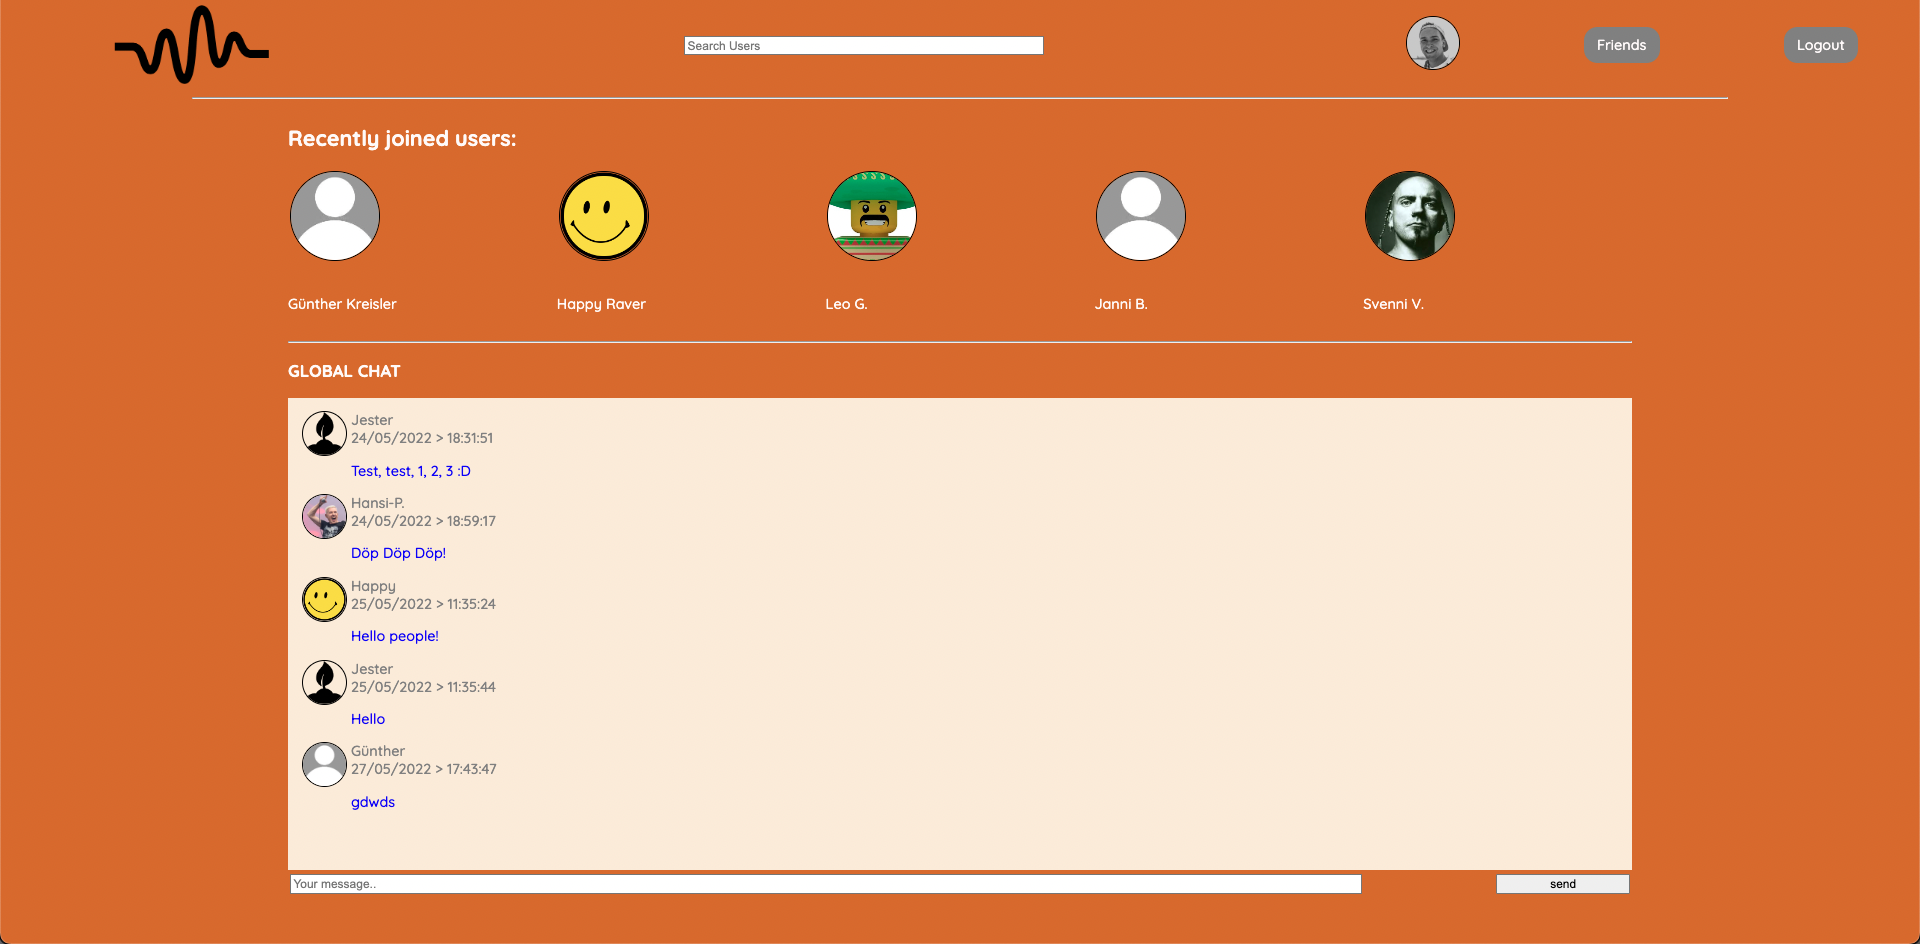 Search Users
Friends
Logout
Recently joined users:
Günther Kreisler
Happy Raver
Leo G.
Janni B.
Svenni V.
GLOBAL CHAT
Jester
24/05/2022 > 18:31:51
Test, test, 1, 2, 3 :D
Hansi-P.
24/05/2022 > 18:59:17
Döp Döp Döp!
Happy
25/05/2022 > 11:35:24
Hello people!
Jester
25/05/2022 > 11:35:44
Hello
Günther
27/05/2022 > 17:43:47
gdwds
Your message..
send